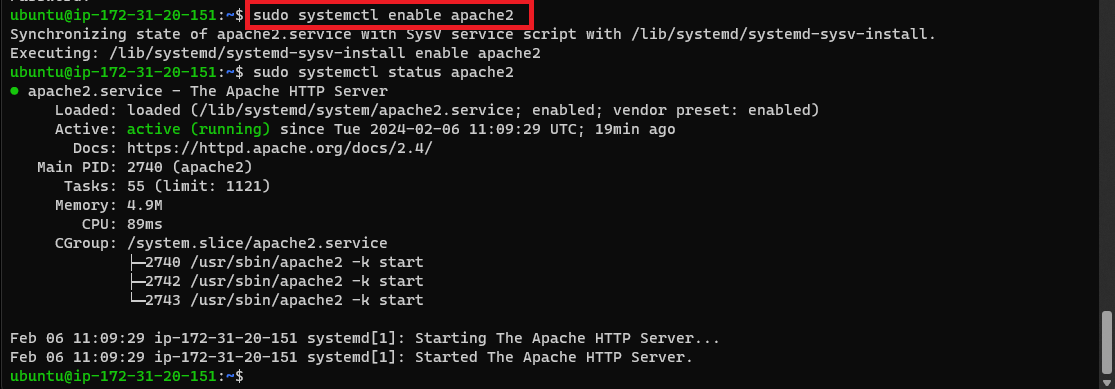 ubuntu@ip-172-31-20-151:~$ sudo systemctl enable apache2
Synchronizing state of apache2.service with SysV service script with /lib/systemd/systemd-sysv-install.
Executing: /lib/systemd/systemd-sysv-install enable apache2
ubuntu@ip-172-31-20-151:~$ sudo systemctl status apache2
● apache2.service - The Apache HTTP Server
Loaded: loaded (/lib/systemd/system/apache2.service; enabled; vendor preset: enabled)
Active: active (running) since Tue 2024-02-06 11:09:29 UTC; 19min ago
Docs: https://httpd.apache.org/docs/2.4/
Main PID: 2740 (apache2)
Tasks: 55 (limit: 1121)
Memory: 4.9M
CPU: 89ms
CGroup: /system.slice/apache2.service
├─2740 /usr/sbin/apache2 -k start
├─2742 /usr/sbin/apache2 -k start
└─2743 /usr/sbin/apache2 -k start
Feb 06 11:09:29 ip-172-31-20-151 systemd[1]: Starting The Apache HTTP Server...
Feb 06 11:09:29 ip-172-31-20-151 systemd[1]: Started The Apache HTTP Server.
ubuntu@ip-172-31-20-151:~$